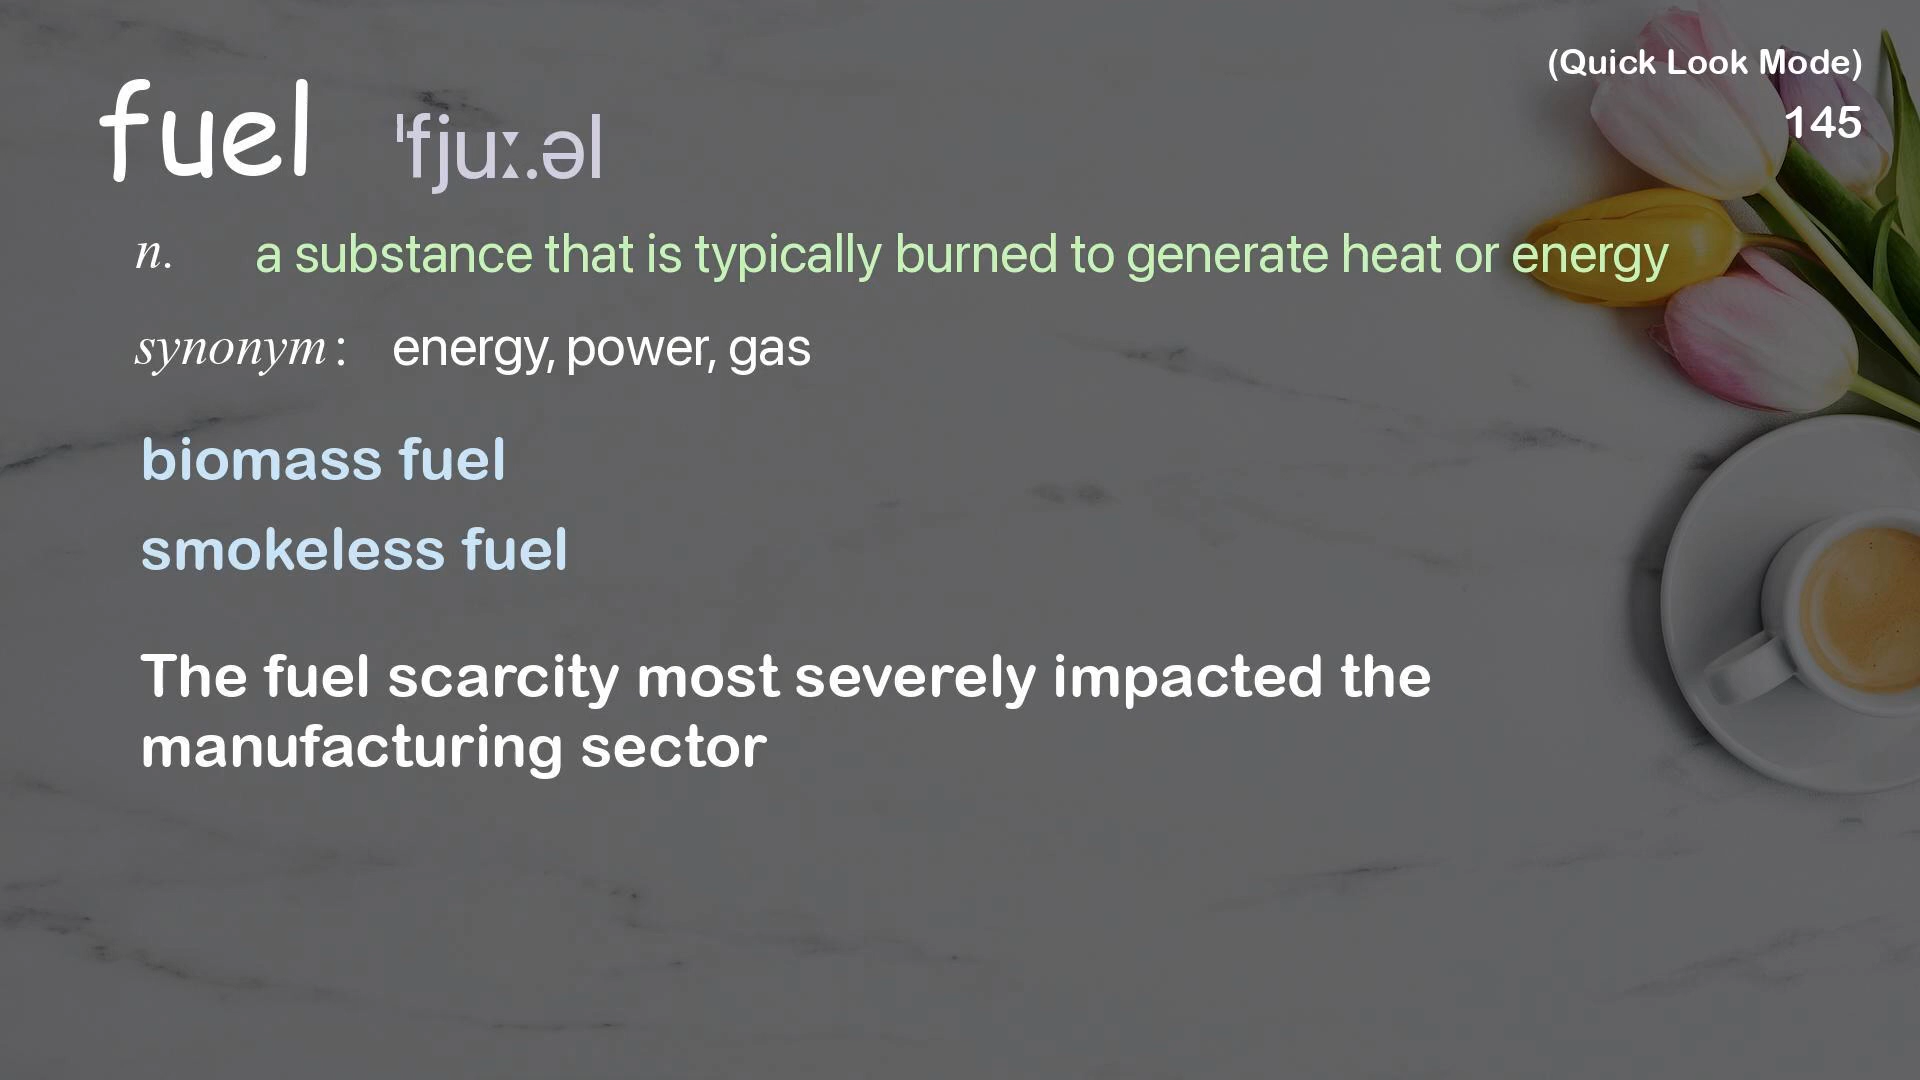 (Quick Look Mode)
145
fuel ˈfjuː.əl
n. a substance that is typically burned to generate heat or energy
synonym: energy, power, gas
biomass fuel
smokeless fuel
The fuel scarcity most severely impacted the
manufacturing sector